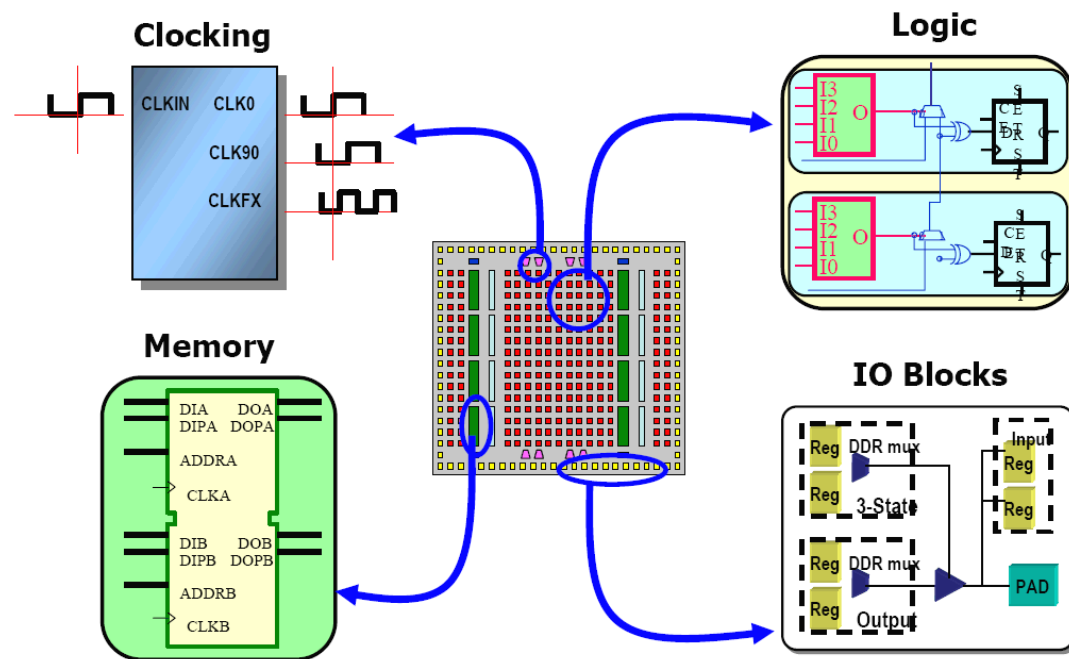 Clocking
CLKIN CLK0
CLK90
CLKFX
Logic
I3
I2
I1
I0
O
S
C E
E T
D R Q
S
T
I3
I2
I1
I0
O
S
C E
E T
D R Q
S
T
Memory
DIA DOA
DIPA DOPA
ADDRA
CLKA
DIB DOB
DIPB DOPB
ADDRB
CLKB
IO Blocks
Reg DDR mux
Reg
3-State
Input
Reg
Reg
Reg DDR mux
Reg
Output
PAD